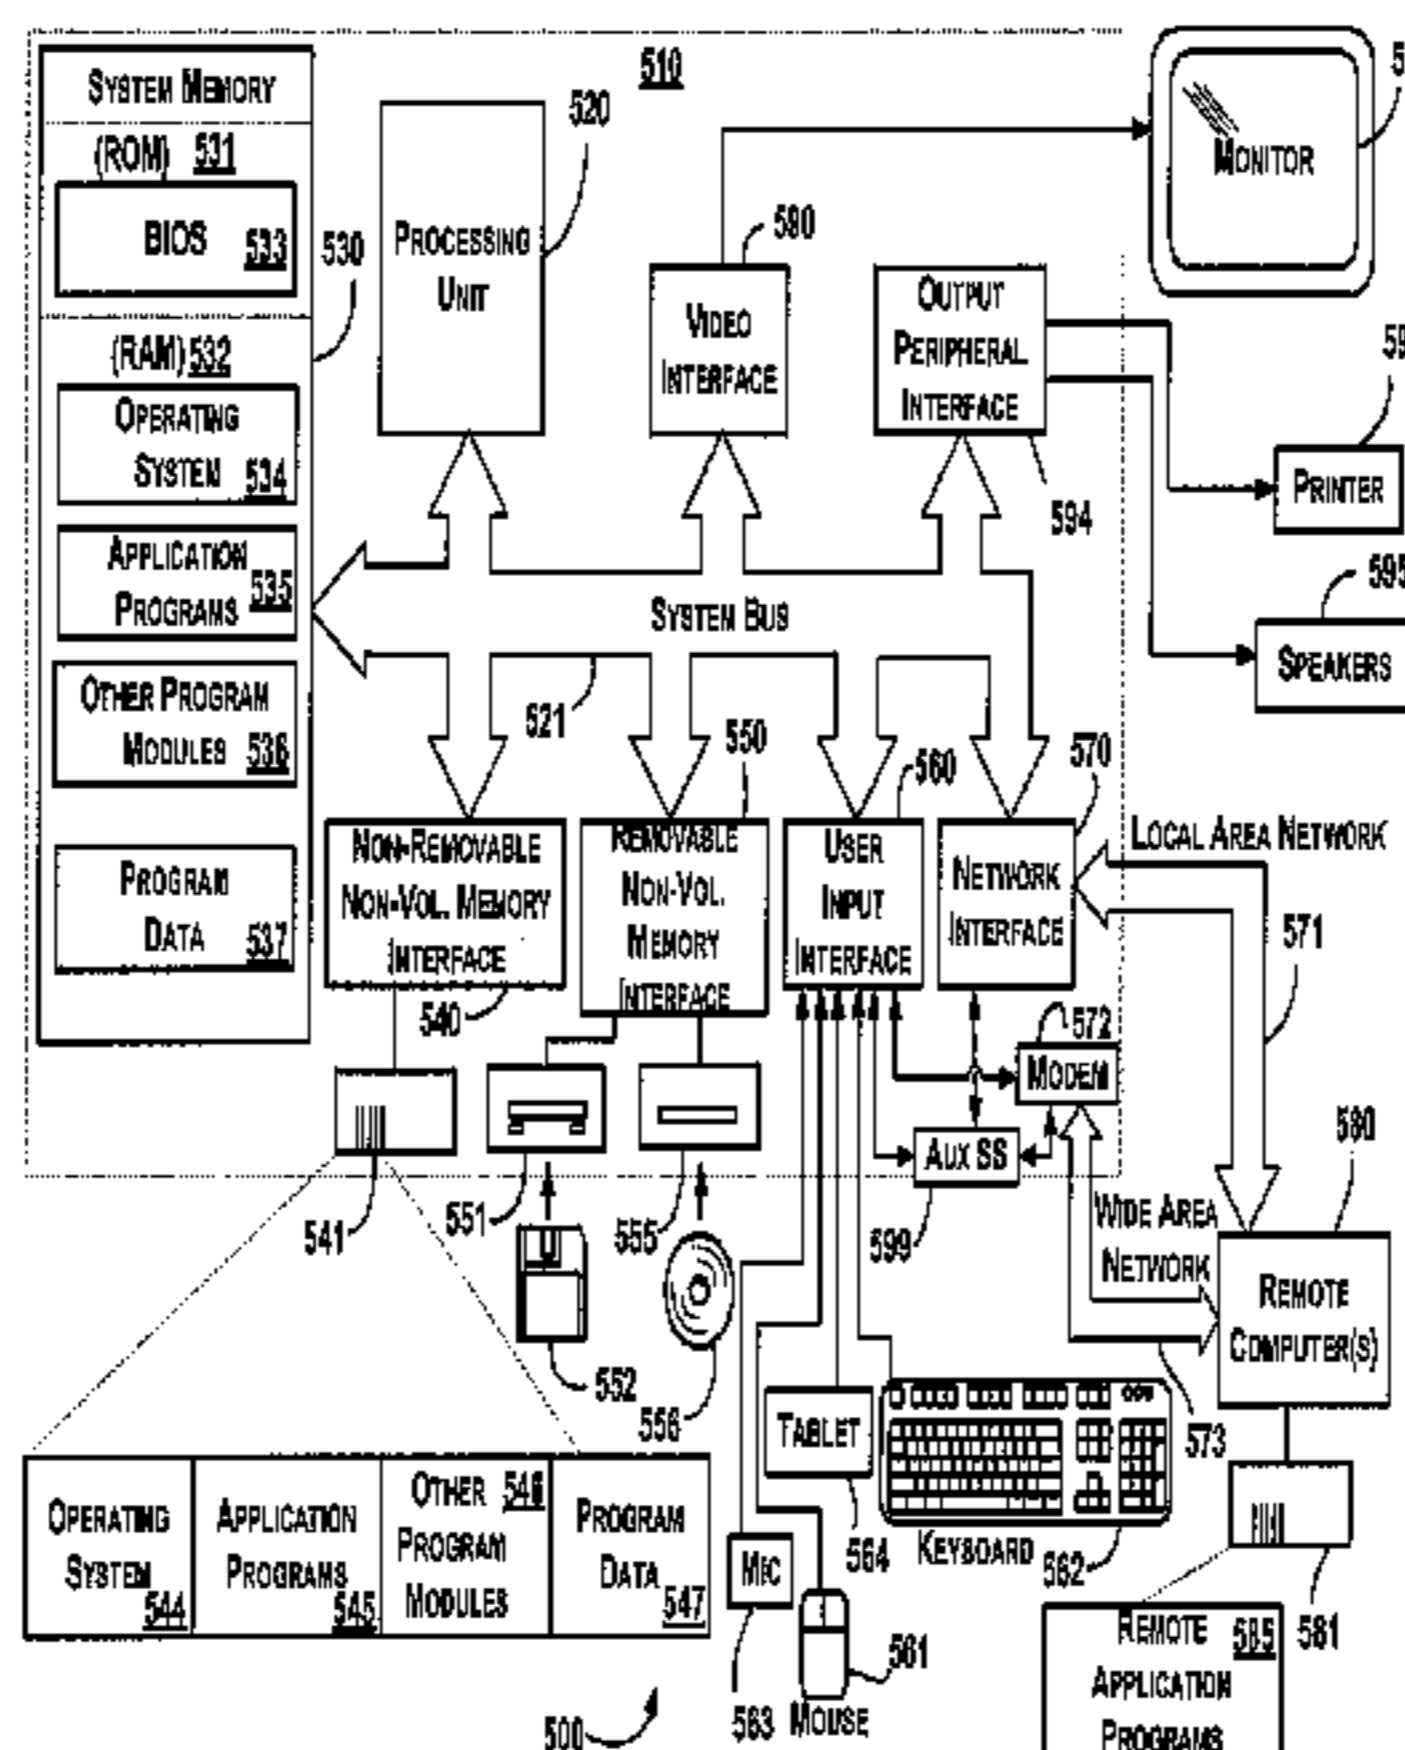 510
SYSTEM MEMORY
(ROM) 531
BIOS 533
530
(RAM) 532
OPERATING
SYSTEM 534
APPLICATION
PROGRAMS 535
OTHER PROGRAM
MODULES 536
PROGRAM
DATA 537
520
PROCESSING
UNIT
590
VIDEO
INTERFACE
OUTPUT
PERIPHERAL
INTERFACE
594
MONITOR
PRINTER
595
SPEAKERS
SYSTEM BUS
521
NON-REMOVABLE
NON-VOL. MEMORY
INTERFACE
540
550
REMOVABLE
NON-VOL.
MEMORY
INTERFACE
560
USER
INPUT
INTERFACE
570
NETWORK
INTERFACE
LOCAL AREA NETWORK
571
572
MODEM
AUX SS
599
541
551
552
555
556
WIDE AREA
NETWORK
573
580
REMOTE
COMPUTER(S)
581
TABLET
564
KEYBOARD
562
MIC
563
MOUSE
561
OPERATING
SYSTEM 544
APPLICATION
PROGRAMS 545
OTHER 546
PROGRAM
MODULES
PROGRAM
DATA 547
REMOTE 585
APPLICATION
PROGRAMS
500